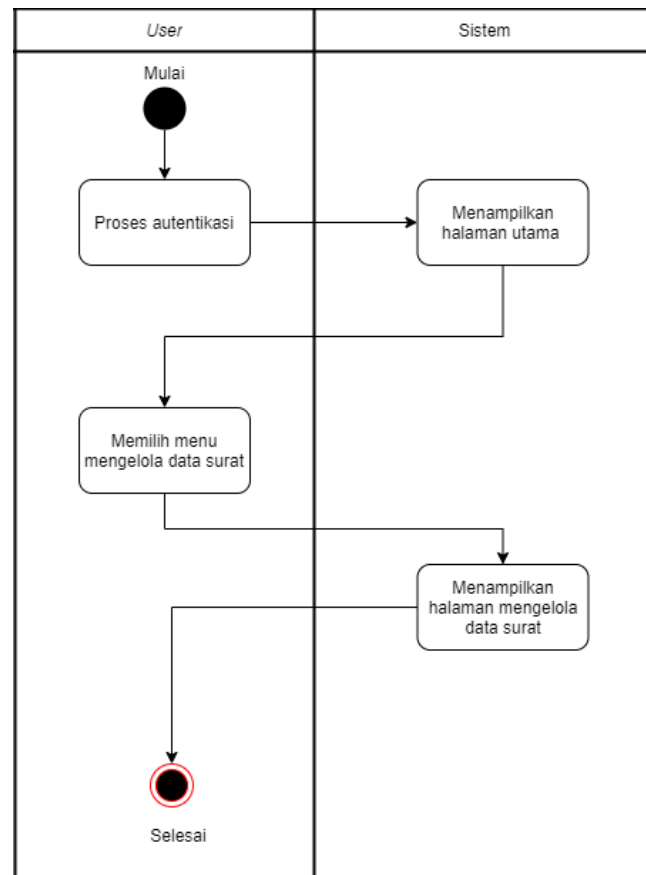 User
Sistem
Mulai
Proses autentikasi
Menampilkan
halaman utama
Memilih menu
mengelola data surat
Menampilkan
halaman mengelola
data surat
Selesai